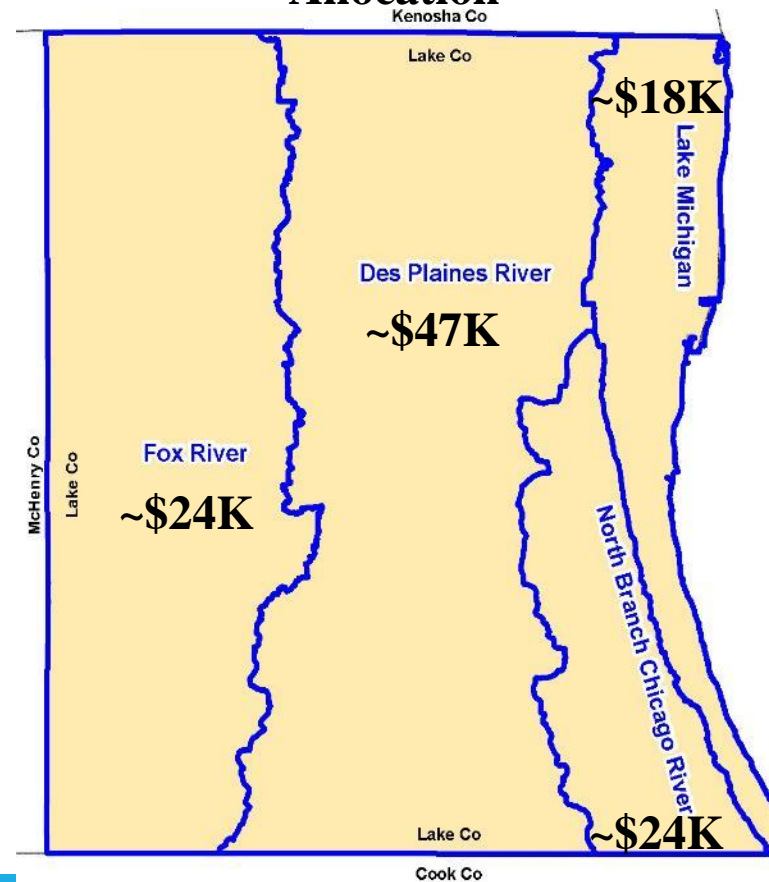 Allocation
Kenosha Co
Lake Co
~$18K
Lake Michigan
Des Plaines River
~$47K
Fox River
~$24K
McHenry Co
Lake Co
North Branch Chicago River
Lake Co
~$24K
Cook Co